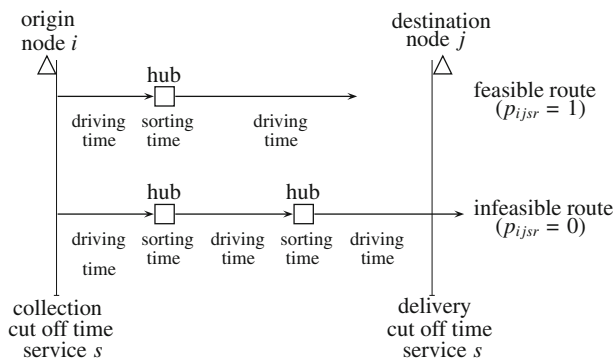 origin
node i
destination
node j
hub
feasible route
(p_ijsr = 1)
driving
time
sorting
time
driving
time
hub
hub
infeasible route
(p_ijsr = 0)
driving
time
sorting
time
driving
time
sorting
time
driving
time
collection
cut off time
service s
delivery
cut off time
service s